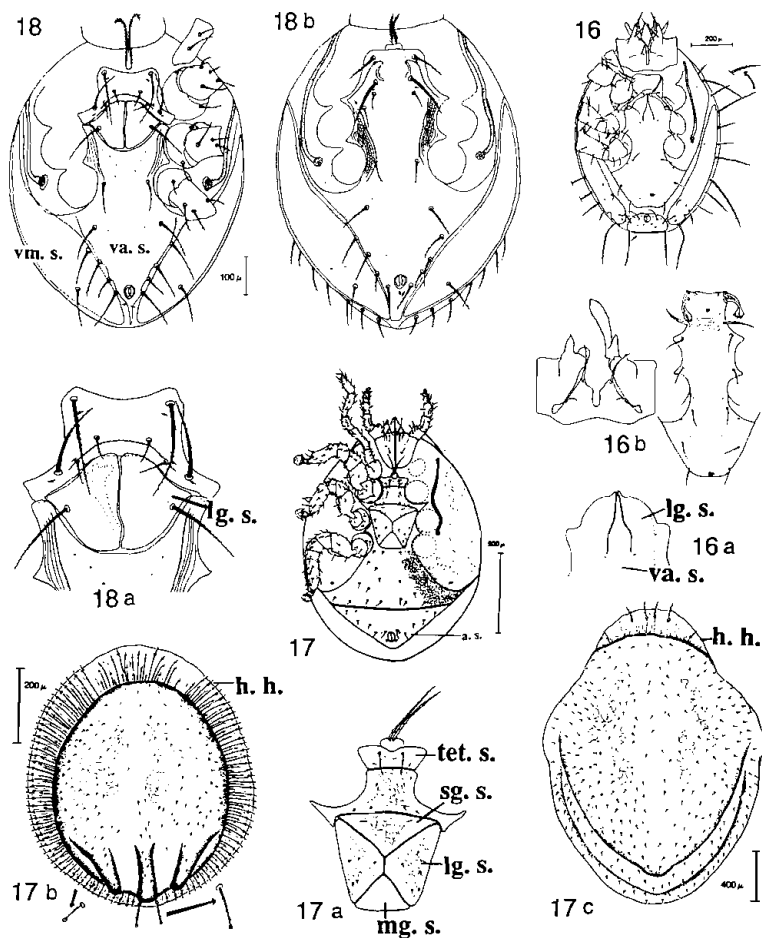 18
18 b
16
200 μ
vm. s.
va. s.
100 μ
16 b
lg. s.
18 a
17
a. s.
lg. s.
va. s.
16 a
200 μ
h. h.
tet. s.
sg. s.
lg. s.
mg. s.
17 a
17 b
h. h.
400 μ
17 c